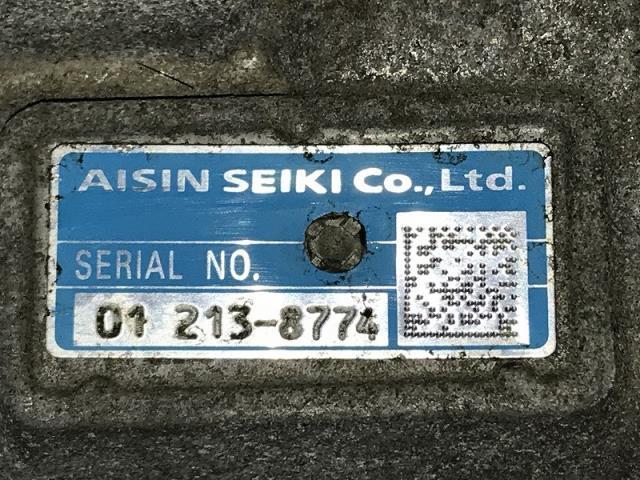 AISIN SEIKI Co., Ltd.
SERIAL NO.
01 213-8774